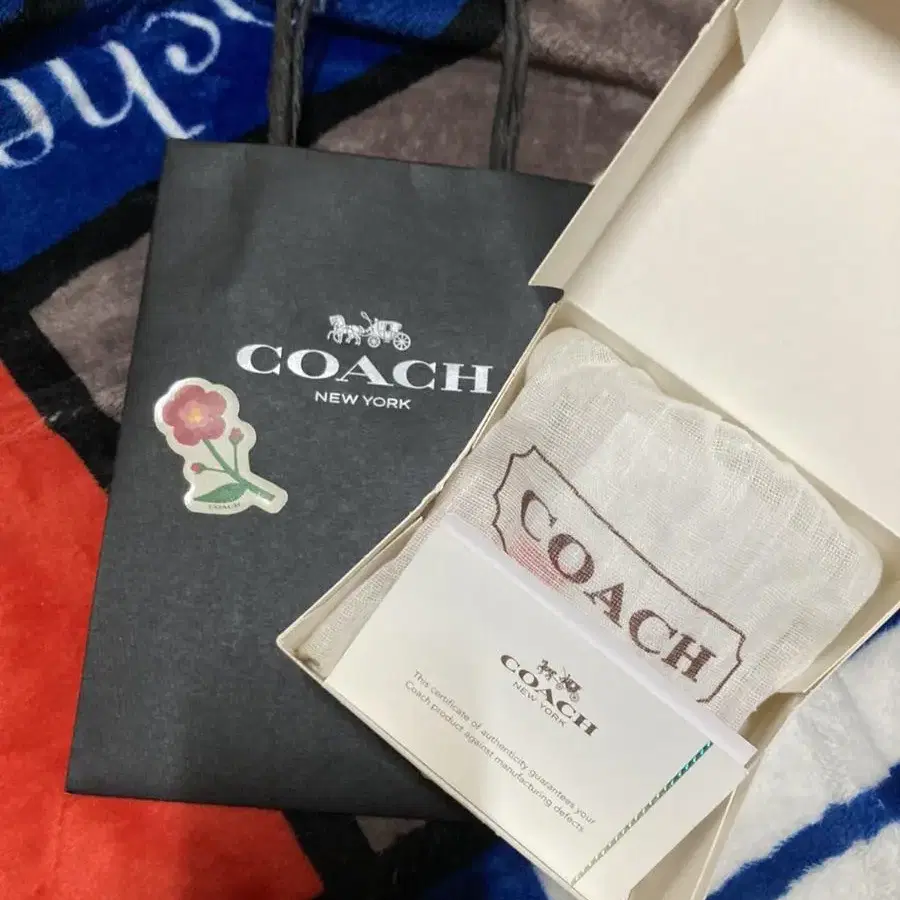 che
COACH
NEW YORK
COACH
COACH
COACH
NEW YORK
This certificate of authenticity guarantees your
Coach product against manufacturing defects.